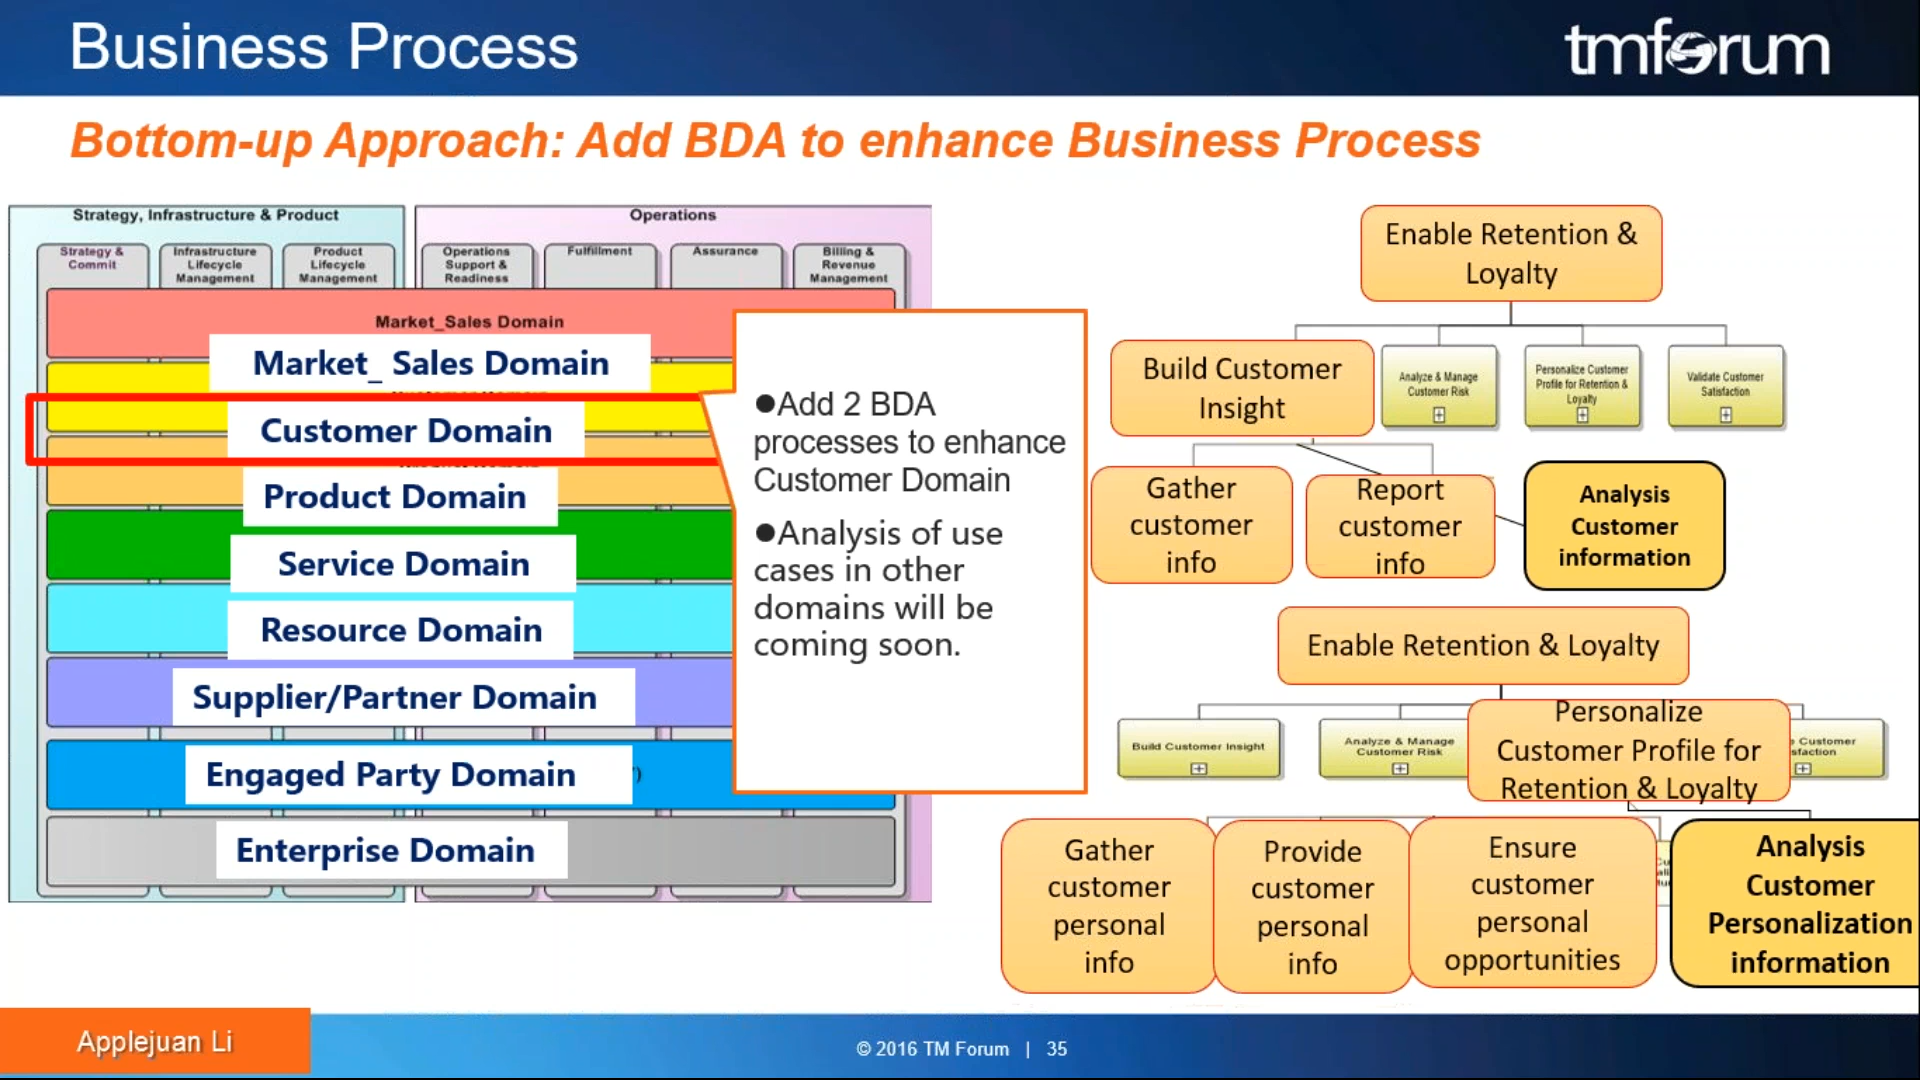 Business Process
tmforum
Bottom-up Approach: Add BDA to enhance Business Process
Strategy, Infrastructure & Product
Operations
Strategy &
Commit
Infrastructure
Lifecycle
Management
Product
Lifecycle
Management
Operations
Support &
Readiness
Fulfillment
Assurance
Billing &
Revenue
Management
Market_Sales Domain
Market_ Sales Domain
Customer Domain
Product Domain
Service Domain
Resource Domain
Supplier/Partner Domain
Engaged Party Domain
Enterprise Domain
●Add 2 BDA
processes to enhance
Customer Domain
●Analysis of use
cases in other
domains will be
coming soon.
Enable Retention &
Loyalty
Build Customer
Insight
Analyze & Manage
Customer Risk
Personalize Customer
Profile for Retention &
Loyalty
Validate Customer
Satisfaction
Gather
customer
info
Report
customer
info
Analysis
Customer
information
Enable Retention & Loyalty
Build Customer Insight
Analyze & Manage
Customer Risk
Personalize
Customer Profile for
Retention & Loyalty
Customer
Gather
customer
personal
info
Provide
customer
personal
info
Ensure
customer
personal
opportunities
Analysis
Customer
Personalization
information
Applejuan Li
© 2016 TM Forum | 35